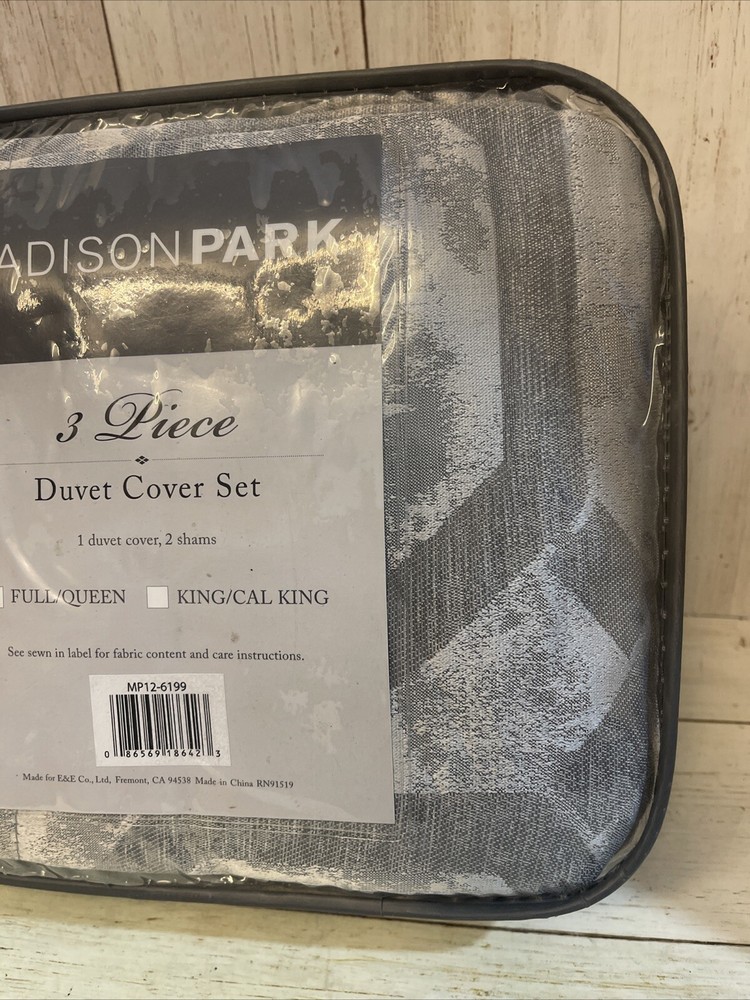 ADISONPARK
3 Piece
Duvet Cover Set
1 duvet cover, 2 shams
FULL/QUEEN KING/CAL KING
See sewn in label for fabric content and care instructions.
MP12-6199
0 86569 18642 3
Made for E&E Co., Ltd, Fremont, CA 94538 Made in China RN91519